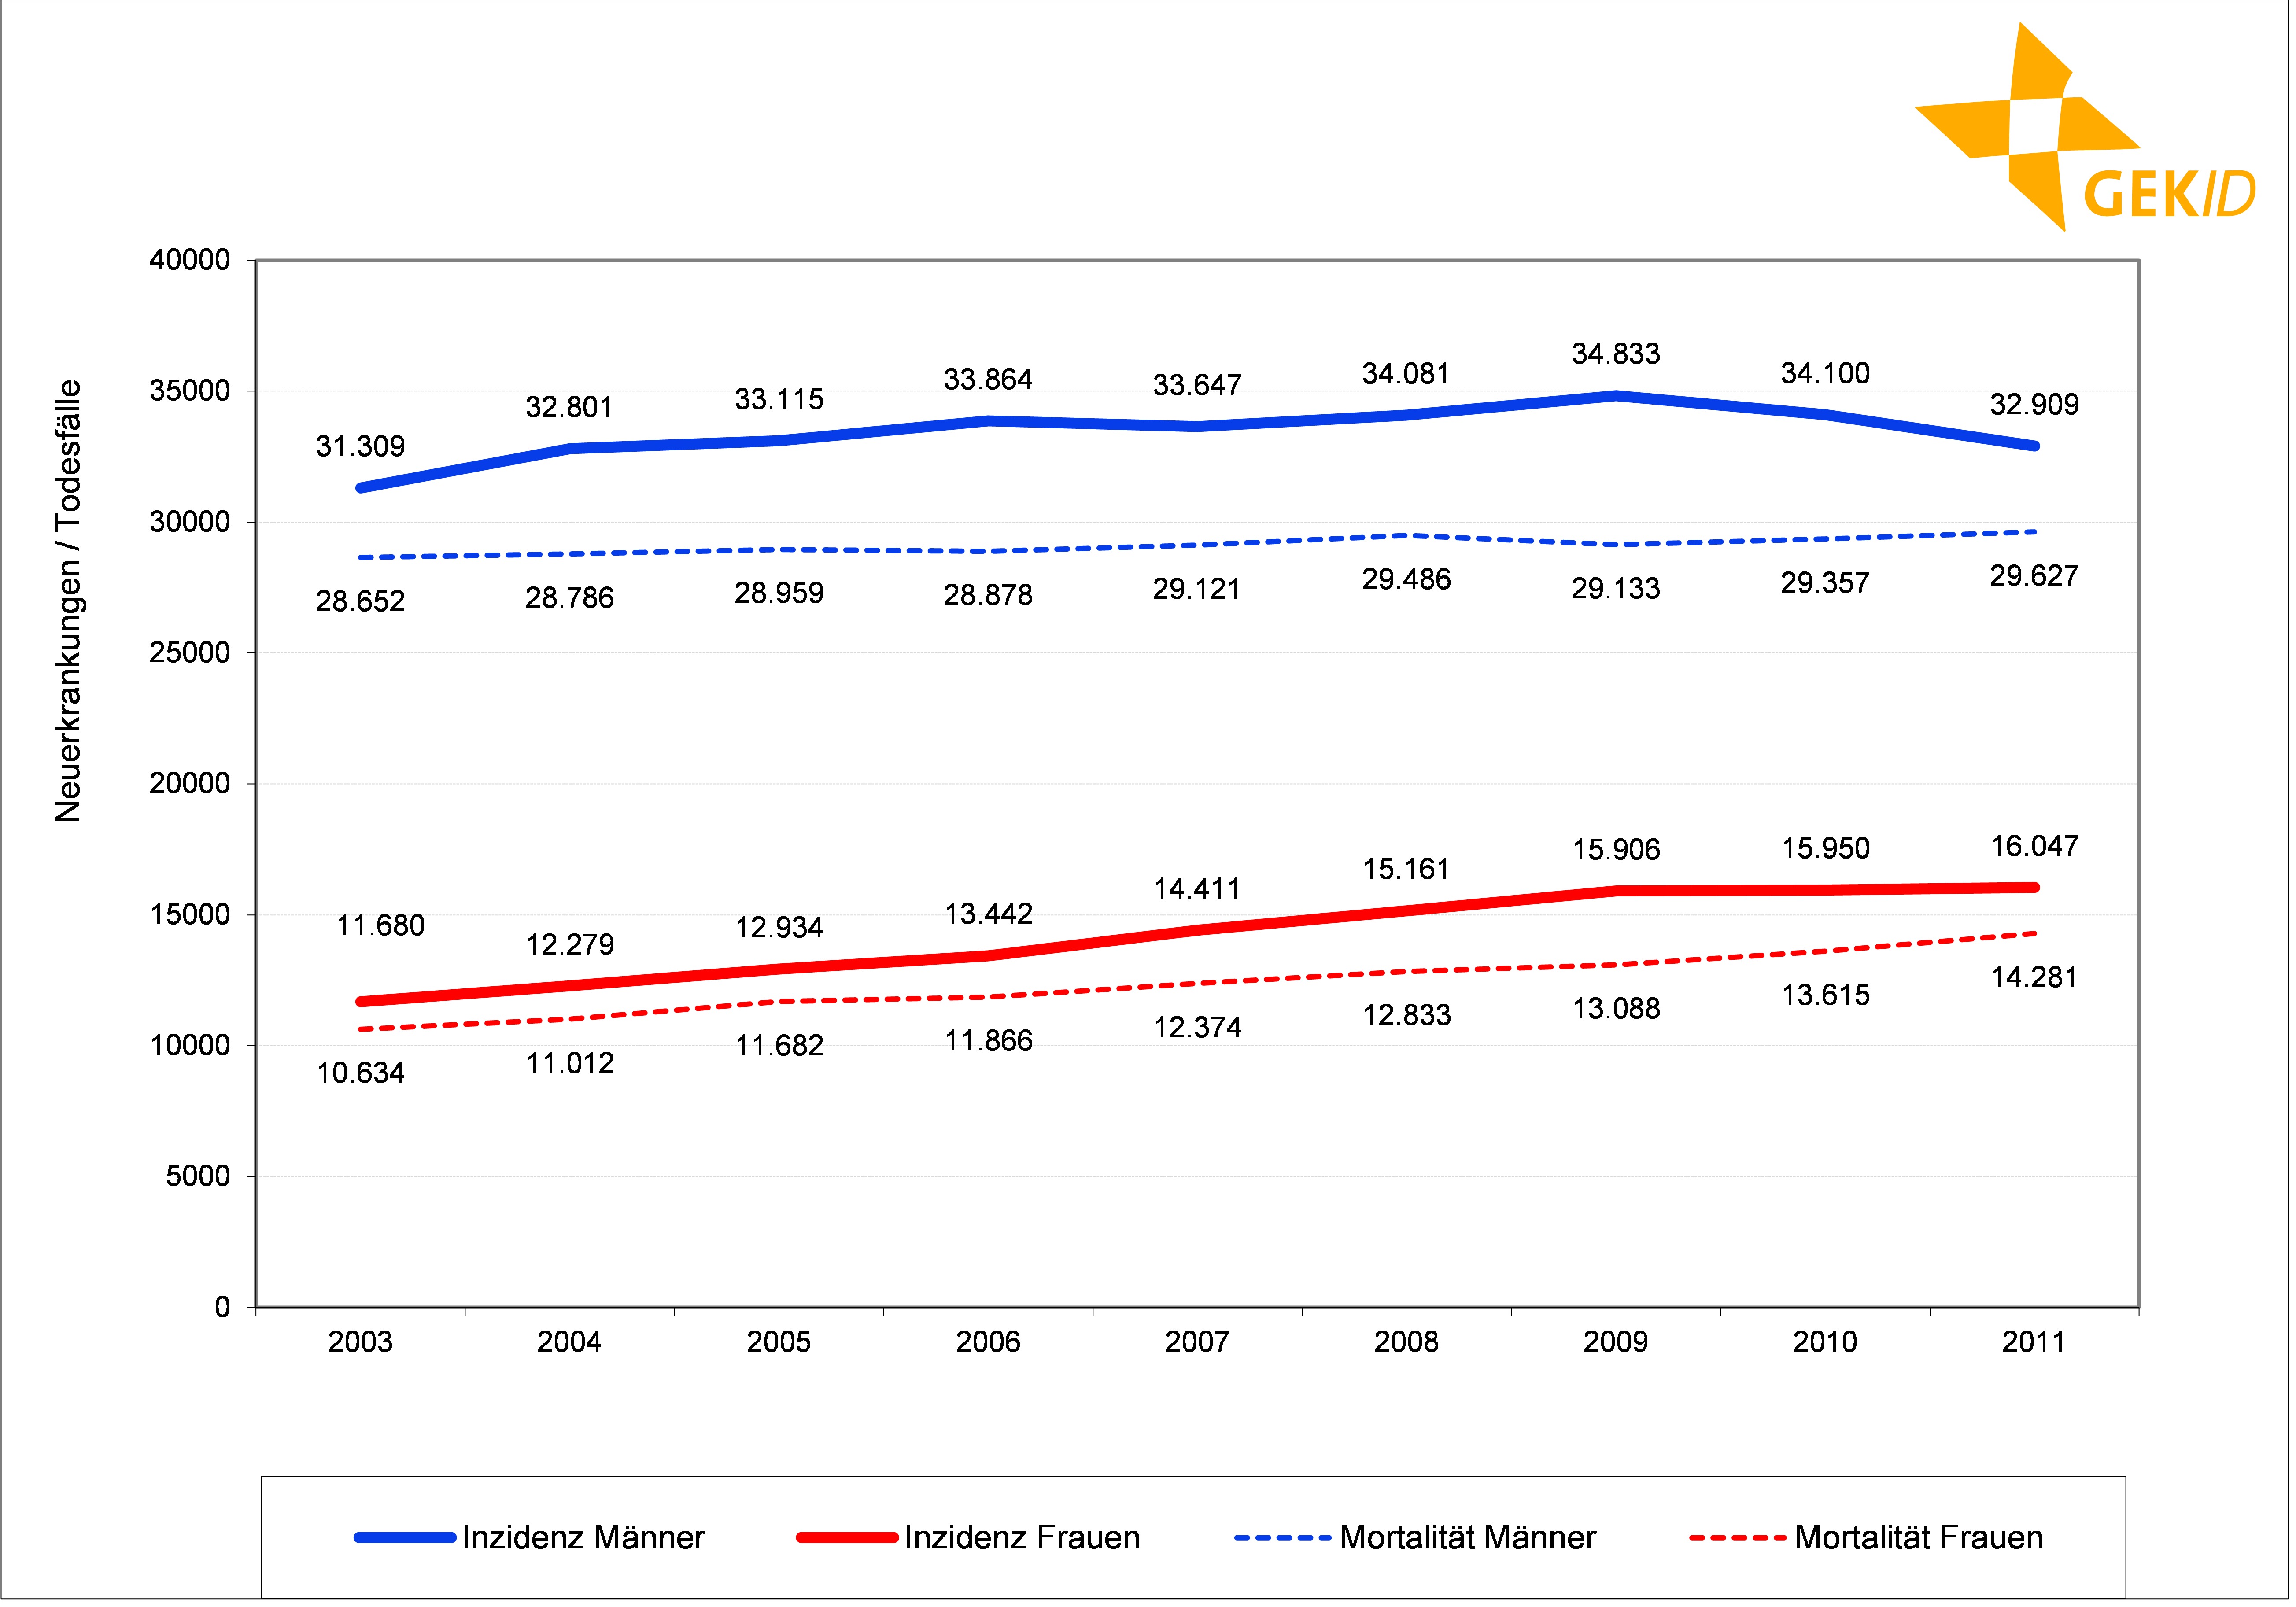 GEKID
Neuerkrankungen / Todesfälle
40000
35000
30000
25000
20000
15000
10000
5000
0
31.309 32.801 33.115 33.864 33.647 34.081 34.833 34.100 32.909
28.652 28.786 28.959 28.878 29.121 29.486 29.133 29.357 29.627
11.680 12.279 12.934 13.442 14.411 15.161 15.906 15.950 16.047
10.634 11.012 11.682 11.866 12.374 12.833 13.088 13.615 14.281
2003 2004 2005 2006 2007 2008 2009 2010 2011
Inzidenz Männer Inzidenz Frauen Mortalität Männer Mortalität Frauen